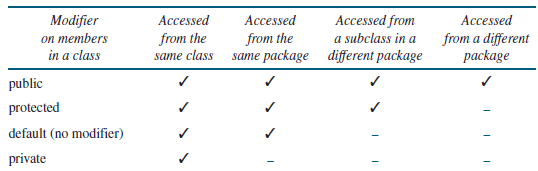 Modifier Accessed Accessed Accessed from Accessed
on members from the from the a subclass in a from a different
in a class same class same package different package package
public ✓ ✓ ✓ ✓
protected ✓ ✓ ✓ –
default (no modifier) ✓ ✓ – –
private ✓ – – –